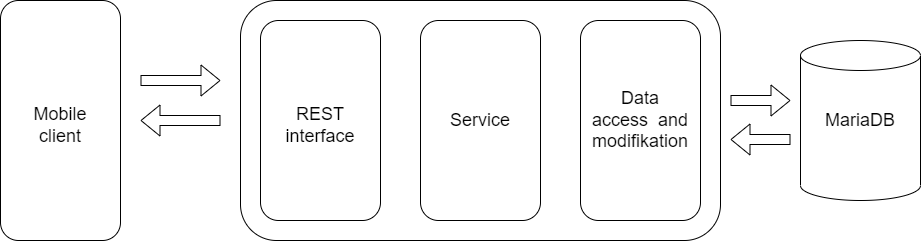 Mobile
client
REST
interface
Service
Data
access and
modifikation
MariaDB